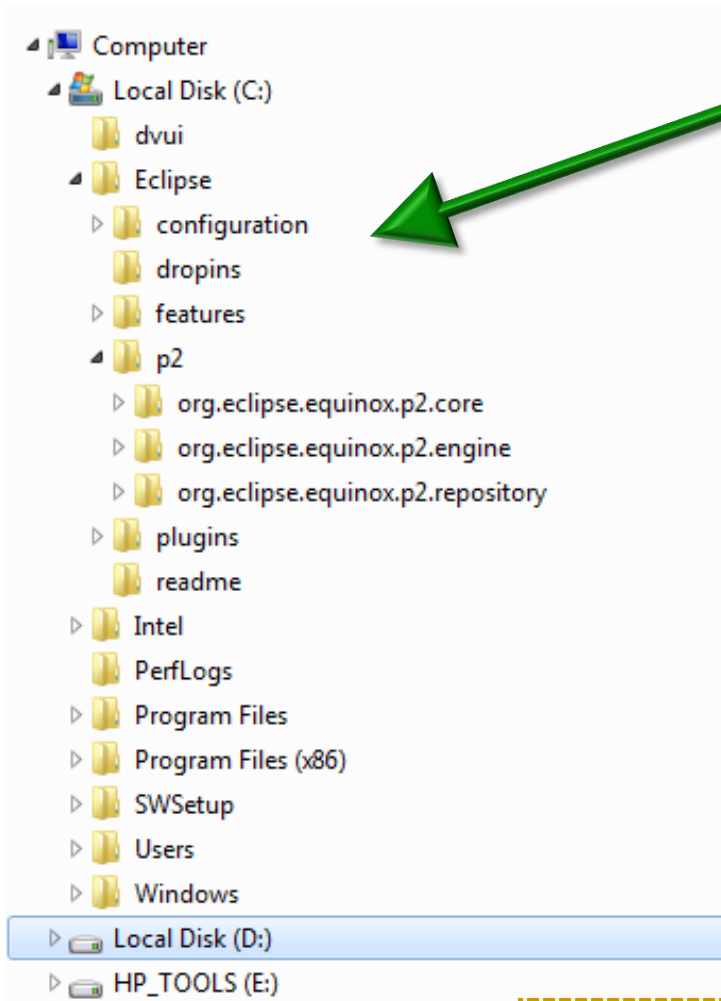 Computer
Local Disk (C:)
dvui
Eclipse
configuration
dropins
features
p2
org.eclipse.equinox.p2.core
org.eclipse.equinox.p2.engine
org.eclipse.equinox.p2.repository
plugins
readme
Intel
PerfLogs
Program Files
Program Files (x86)
SWSetup
Users
Windows
Local Disk (D:)
HP_TOOLS (E:)